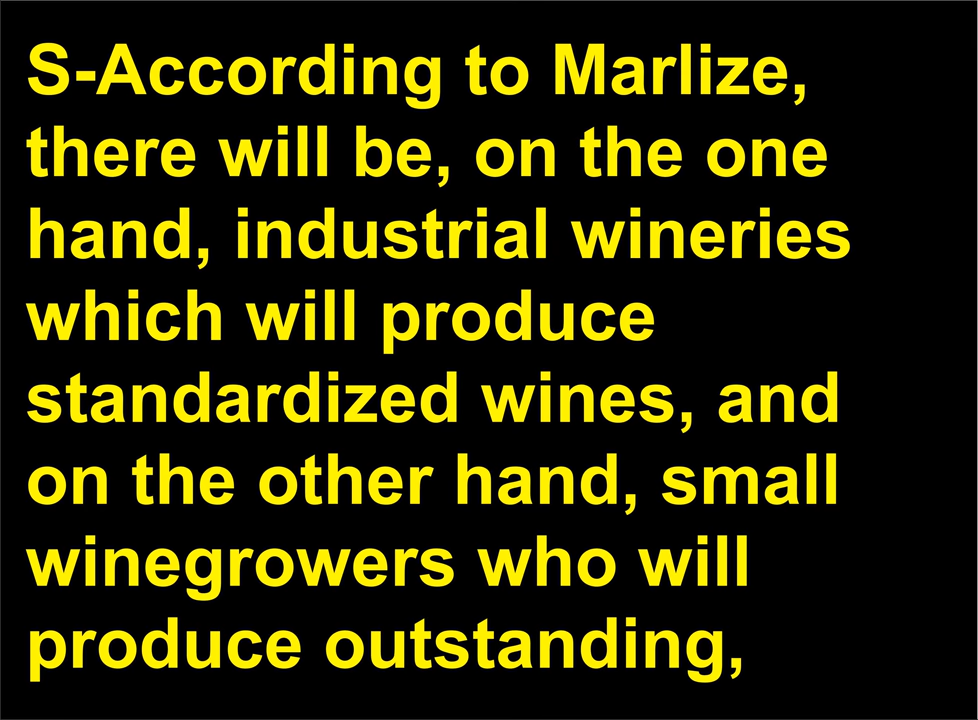 S-According to Marlize,
there will be, on the one
hand, industrial wineries
which will produce
standardized wines, and
on the other hand, small
winegrowers who will
produce outstanding,